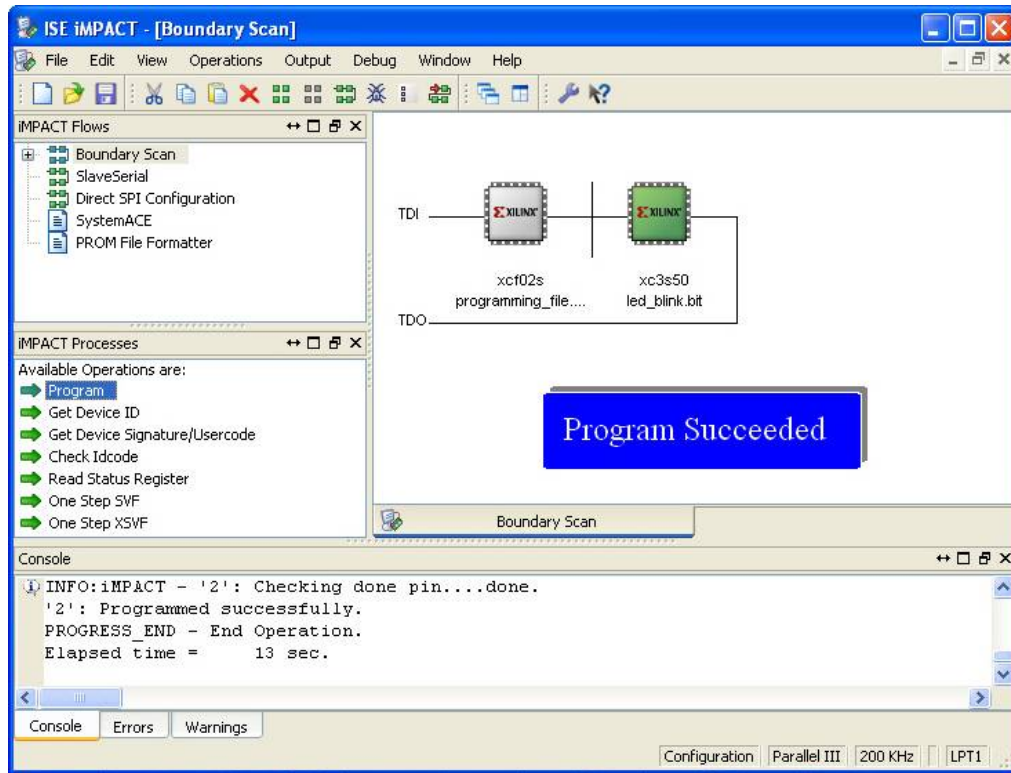 ISE iMPACT - [Boundary Scan]
File Edit View Operations Output Debug Window Help
iMPACT Flows
Boundary Scan
SlaveSerial
Direct SPI Configuration
SystemACE
PROM File Formatter
iMPACT Processes
Available Operations are:
Program
Get Device ID
Get Device Signature/Usercode
Check Idcode
Read Status Register
One Step SVF
One Step XSVF
TDI
XILINX
XILINX
xcf02s
programming_file....
xc3s50
led_blink.bit
TDO
Program Succeeded
Boundary Scan
Console
INFO:iMPACT - '2': Checking done pin....done.
'2': Programmed successfully.
PROGRESS_END - End Operation.
Elapsed time =     13 sec.
Console Errors Warnings
Configuration Parallel III 200 KHz LPT1